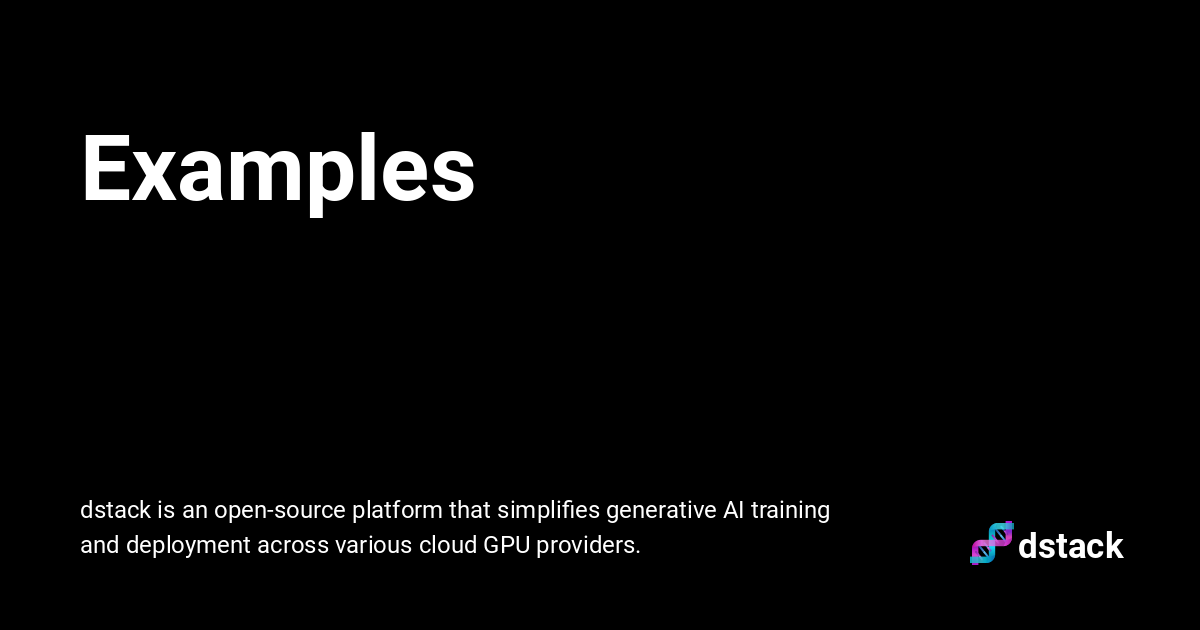 Examples
dstack is an open-source platform that simplifies generative AI training
and deployment across various cloud GPU providers.
dstack